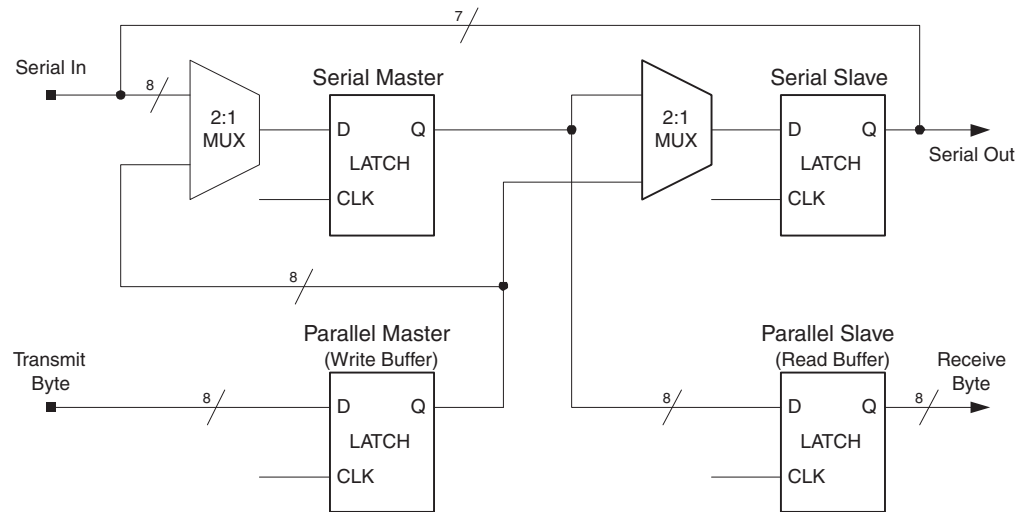 7
Serial In
8
2:1
MUX
Serial Master
D
Q
LATCH
CLK
2:1
MUX
Serial Slave
D
Q
LATCH
CLK
Serial Out
8
Transmit
Byte
8
Parallel Master
(Write Buffer)
D
Q
LATCH
CLK
8
Parallel Slave
(Read Buffer)
D
Q
LATCH
CLK
8
Receive
Byte